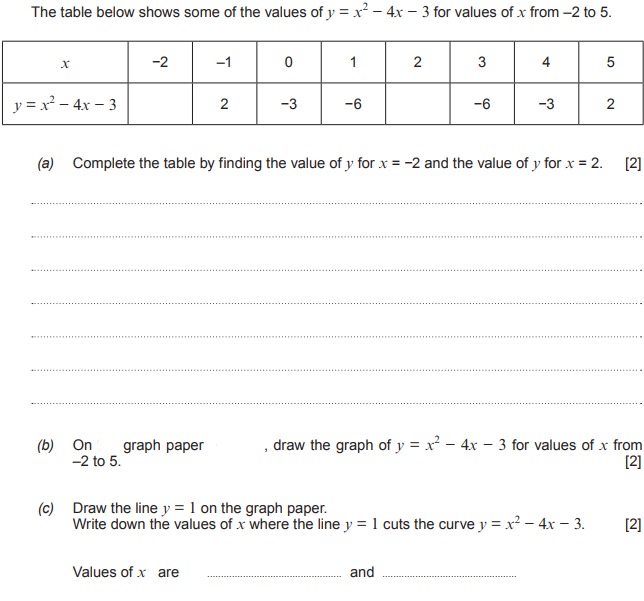 The table below shows some of the values of y = x² – 4x – 3 for values of x from –2 to 5.
x –2 –1 0 1 2 3 4 5
y = x² – 4x – 3 2 –3 –6 –6 –3 2
(a) Complete the table by finding the value of y for x = –2 and the value of y for x = 2. [2]
(b) On graph paper , draw the graph of y = x² – 4x – 3 for values of x from
–2 to 5. [2]
(c) Draw the line y = 1 on the graph paper.
Write down the values of x where the line y = 1 cuts the curve y = x² – 4x – 3. [2]
Values of x are ........................................ and ........................................